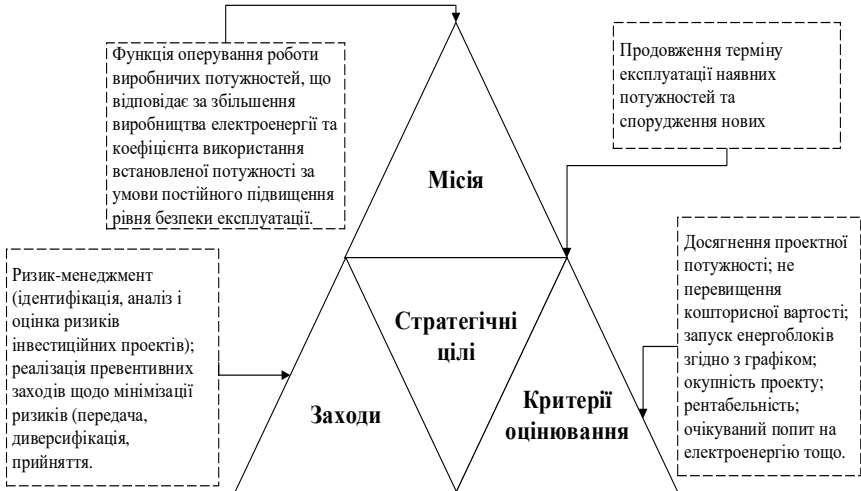 Функція оперування роботи
виробничих потужностей, що
відповідає за збільшення
виробництва електроенергії та
коефіцієнта використання
встановленої потужності за
умови постійного підвищення
рівня безпеки експлуатації.
Продовження терміну
експлуатації наявних
потужностей та
спорудження нових
Місія
Ризик-менеджмент
(ідентифікація, аналіз і
оцінка ризиків
інвестиційних проектів);
реалізація превентивних
заходів щодо мінімізації
ризиків (передача,
диверсифікація,
прийняття.
Стратегічні
цілі
Досягнення проектної
потужності; не
перевищення
кошторисної вартості;
запуск енергоблоків
згідно з графіком;
окупність проекту;
рентабельність;
очікуваний попит на
електроенергію тощо.
Заходи
Критерії
оцінювання